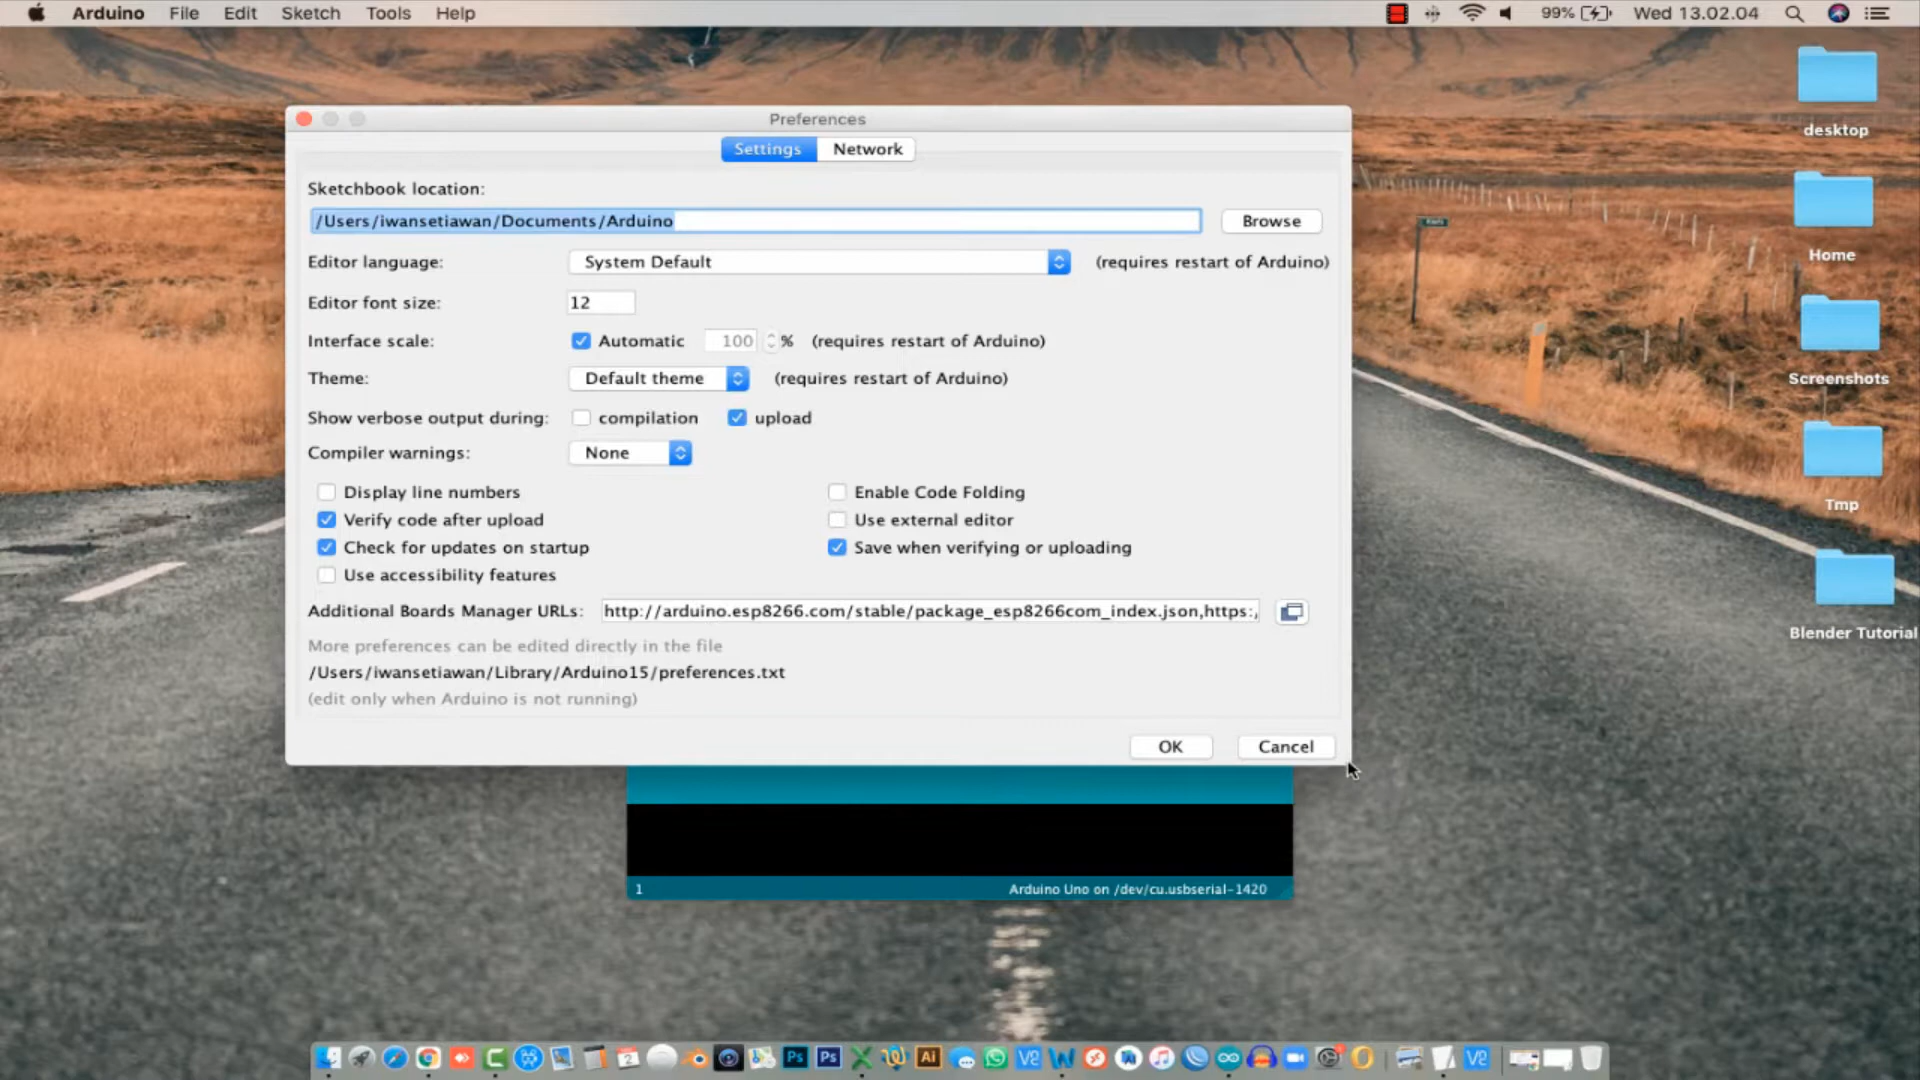 Arduino File Edit Sketch Tools Help 99% Wed 13.02.04
Preferences
Settings Network
Sketchbook location:
/Users/iwansetiawan/Documents/Arduino Browse
Editor language: System Default (requires restart of Arduino)
Editor font size: 12
Interface scale: Automatic 100 % (requires restart of Arduino)
Theme: Default theme (requires restart of Arduino)
Show verbose output during: compilation upload
Compiler warnings: None
Display line numbers Enable Code Folding
Verify code after upload Use external editor
Check for updates on startup Save when verifying or uploading
Use accessibility features
Additional Boards Manager URLs: http://arduino.esp8266.com/stable/package_esp8266com_index.json,https:/
More preferences can be edited directly in the file
/Users/iwansetiawan/Library/Arduino15/preferences.txt
(edit only when Arduino is not running)
OK Cancel
1 Arduino Uno on /dev/cu.usbserial-1420
desktop
Home
Screenshots
Tmp
Blender Tutorial
2 Ps Ps Ai